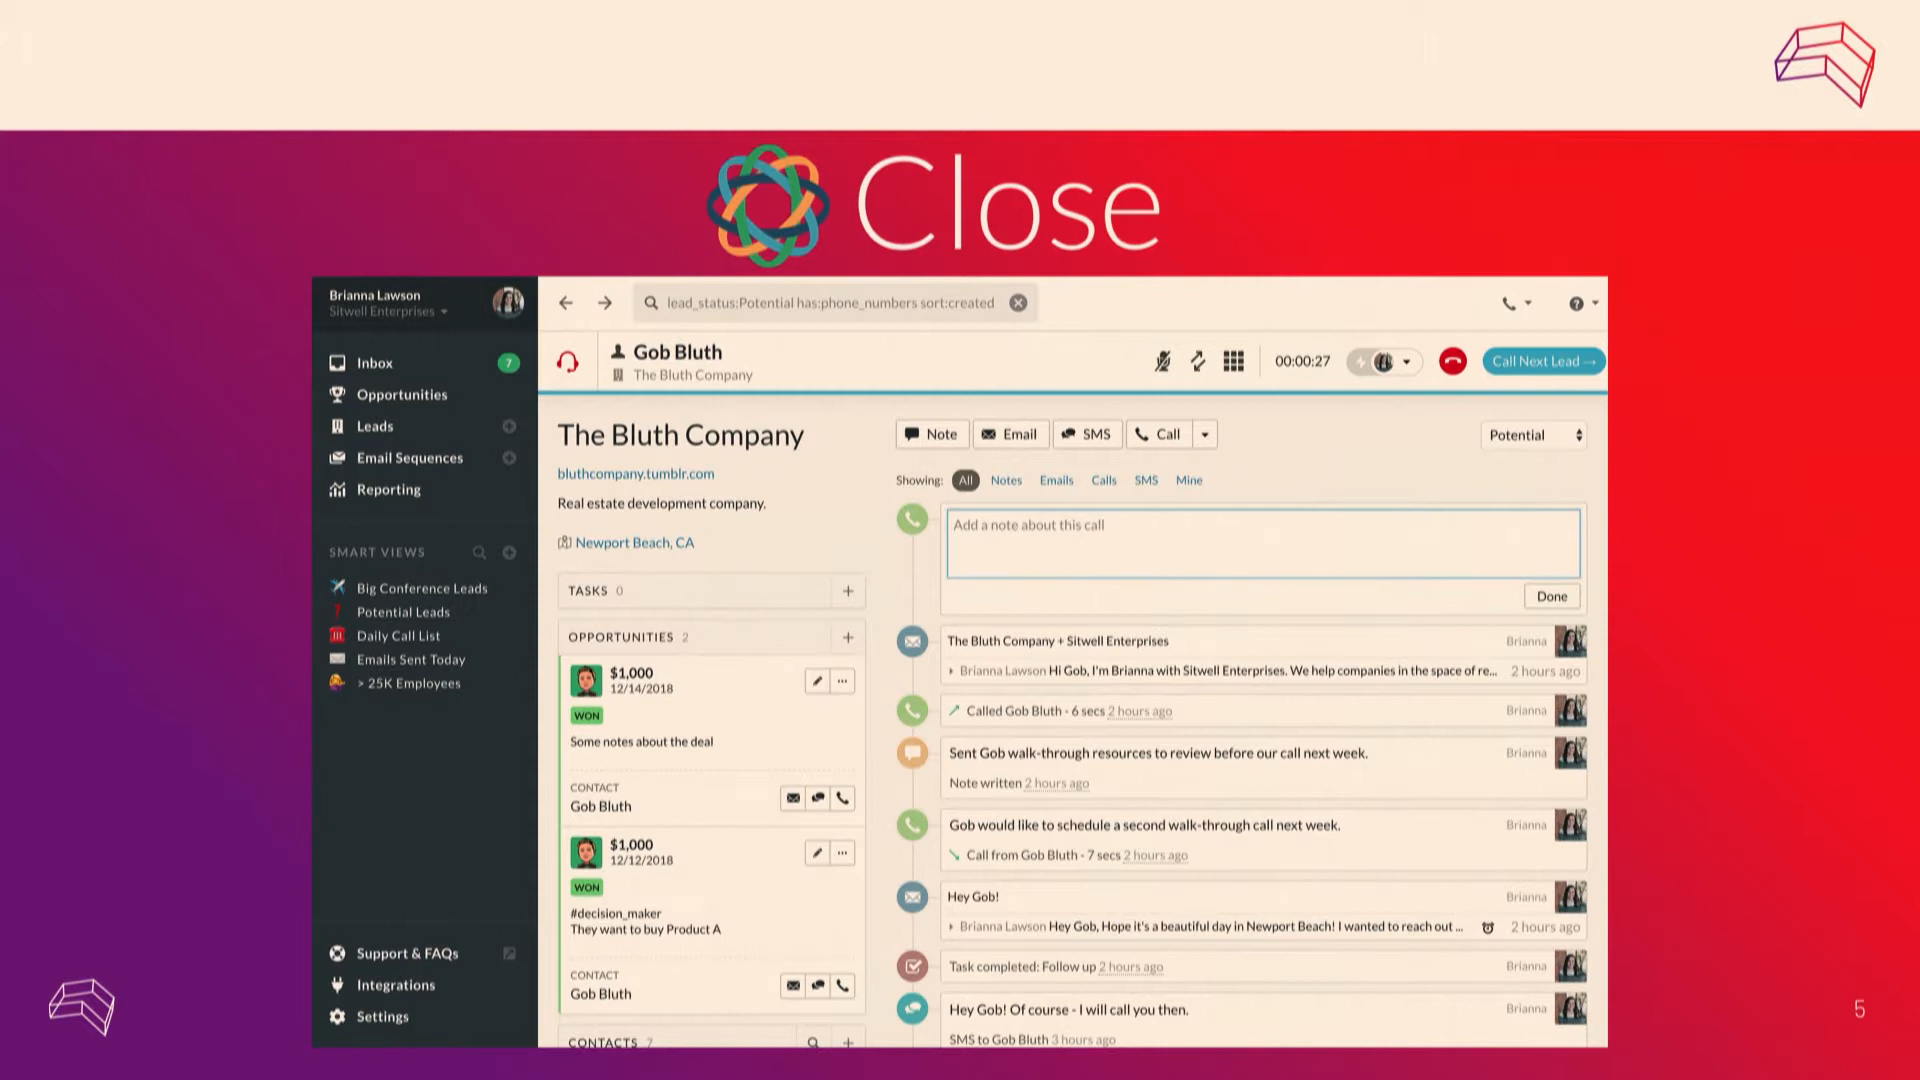 Close
Brianna Lawson
Sitwell Enterprises
Inbox 7
Opportunities
Leads
Email Sequences
Reporting
SMART VIEWS
Big Conference Leads
Potential Leads
Daily Call List
Emails Sent Today
> 25K Employees
Support & FAQs
Integrations
Settings
lead_status:Potential has:phone_numbers sort:created
Gob Bluth
The Bluth Company
00:00:27
Call Next Lead →
The Bluth Company
bluthcompany.tumblr.com
Real estate development company.
Newport Beach, CA
TASKS 0
OPPORTUNITIES 2
$1,000
12/14/2018
WON
Some notes about the deal
CONTACT
Gob Bluth
$1,000
12/12/2018
WON
#decision_maker
They want to buy Product A
CONTACT
Gob Bluth
CONTACTS 7
Note Email SMS Call
Potential
Showing: All Notes Emails Calls SMS Mine
Add a note about this call
Done
The Bluth Company + Sitwell Enterprises Brianna
Brianna Lawson Hi Gob, I'm Brianna with Sitwell Enterprises. We help companies in the space of re... 2 hours ago
Called Gob Bluth - 6 secs 2 hours ago Brianna
Sent Gob walk-through resources to review before our call next week. Brianna
Note written 2 hours ago
Gob would like to schedule a second walk-through call next week. Brianna
Call from Gob Bluth - 7 secs 2 hours ago
Hey Gob! Brianna
Brianna Lawson Hey Gob, Hope it's a beautiful day in Newport Beach! I wanted to reach out ... 2 hours ago
Task completed: Follow up 2 hours ago Brianna
Hey Gob! Of course - I will call you then. Brianna
SMS to Gob Bluth 3 hours ago
5